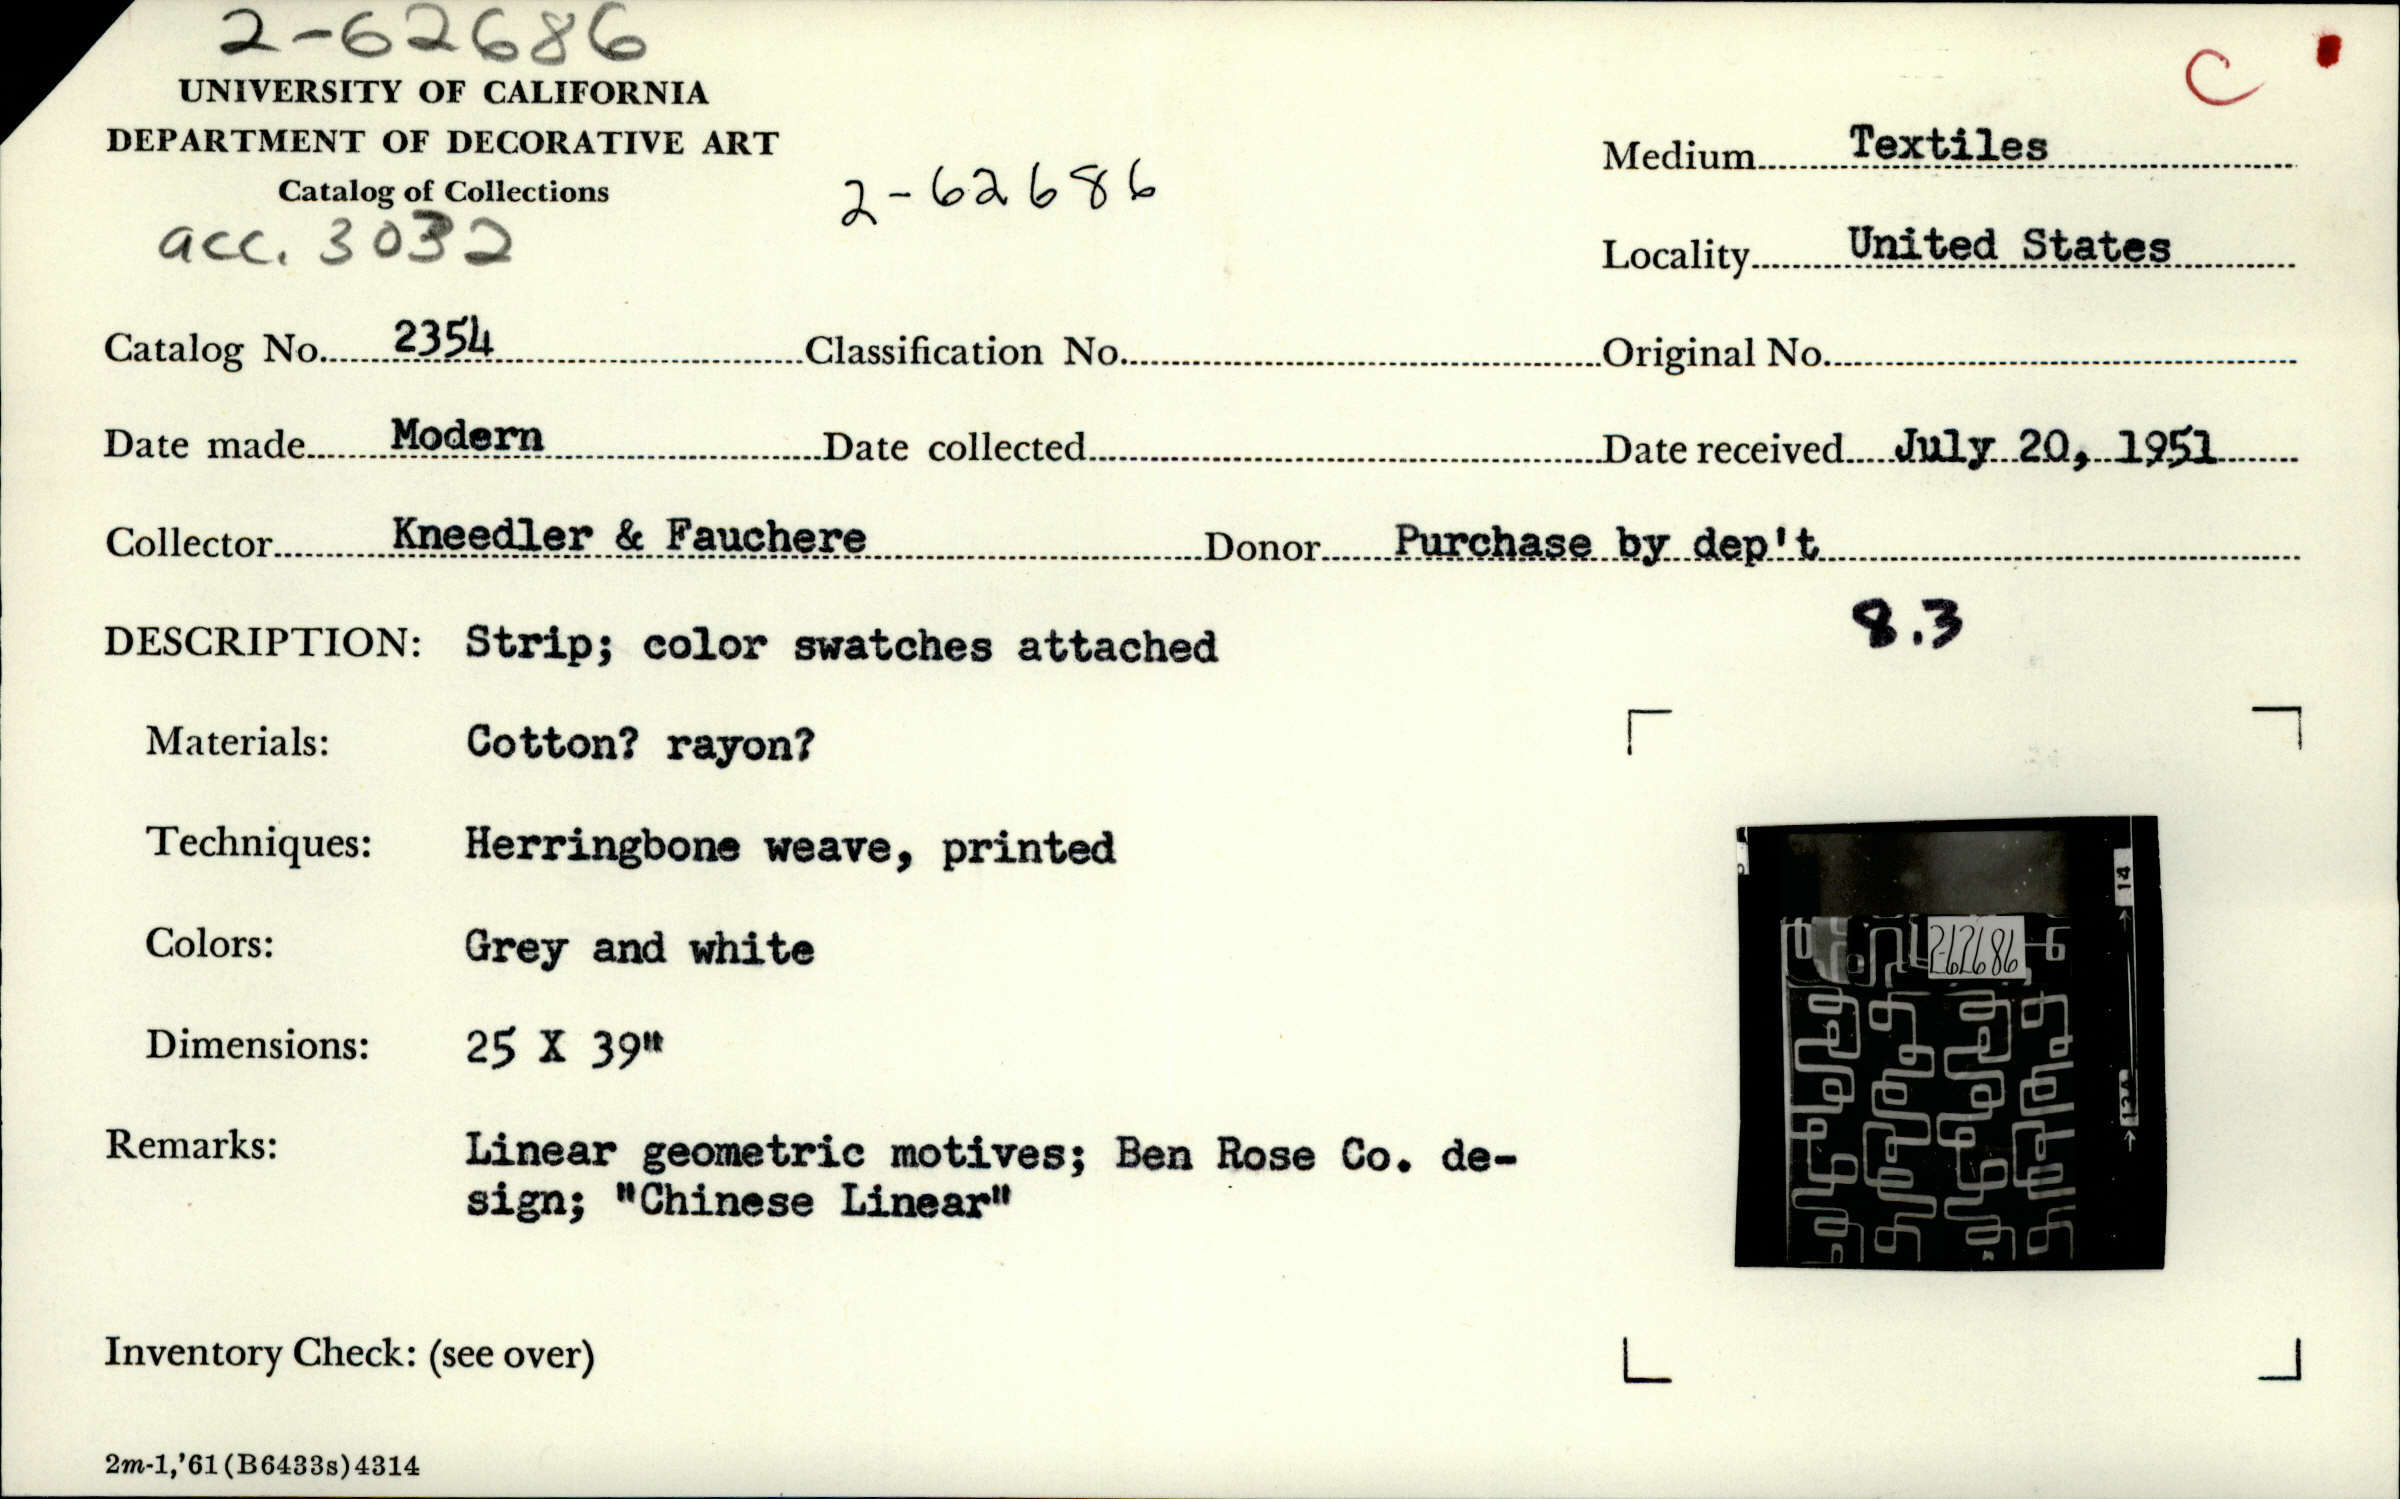 2-62686
UNIVERSITY OF CALIFORNIA
DEPARTMENT OF DECORATIVE ART
Catalog of Collections
acc. 3032
2-62686
C
Medium Textiles
Locality United States
Catalog No. 2354 Classification No. Original No.
Date made Modern Date collected Date received July 20, 1951
Collector Kneedler & Fauchere Donor Purchase by dep't
8.3
DESCRIPTION: Strip; color swatches attached
Materials: Cotton? rayon?
Techniques: Herringbone weave, printed
Colors: Grey and white
Dimensions: 25 X 39"
Remarks: Linear geometric motives; Ben Rose Co. de-
sign; "Chinese Linear"
2-62686
14
13A
Inventory Check: (see over)
2m-1,'61(B6433s)4314